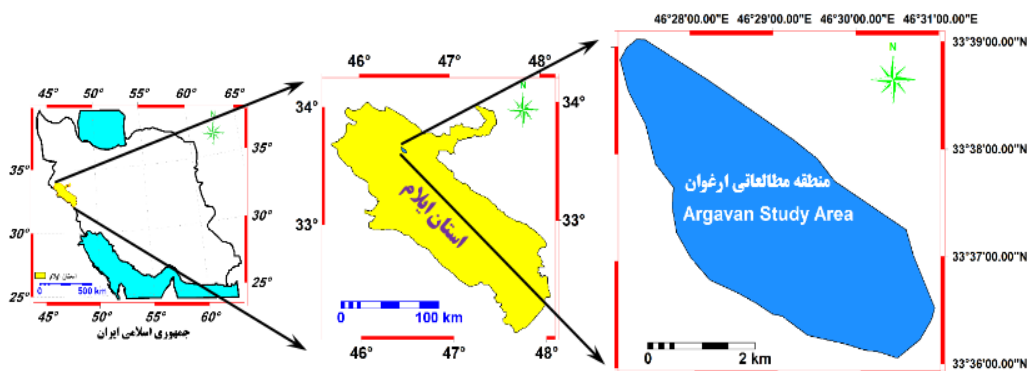 45° 50° 55° 60° 65°
N
35°
35°
30°
30°
25°
25°
استان ایلام
0 500 km
45° 50° 55° 60°
جمهوری اسلامی ایران
46° 47° 48°
N
34°
34°
33°
33°
استان ایلام
0 100 km
46° 47° 48°
46°28'00.00"E 46°29'00.00"E 46°30'00.00"E 46°31'00.00"E
N
33°39'00.00"N
33°38'00.00"N
منطقه مطالعاتی ارغوان
Argavan Study Area
33°37'00.00"N
33°36'00.00"N
0 2 km